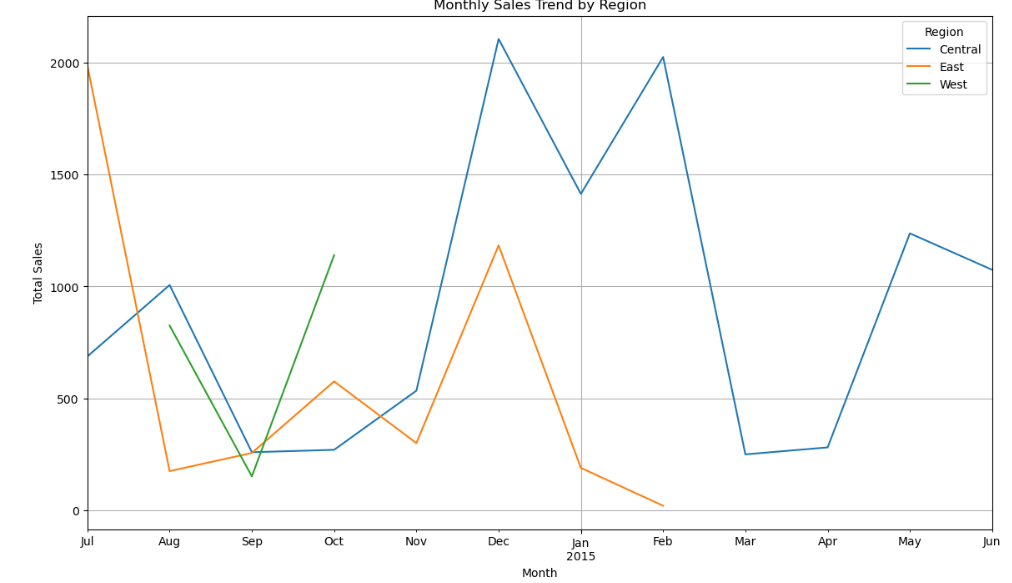 Monthly Sales Trend by Region
Region
Central
East
West
2000
1500
1000
500
0
Total Sales
Jul Aug Sep Oct Nov Dec Jan Feb Mar Apr May Jun
2015
Month